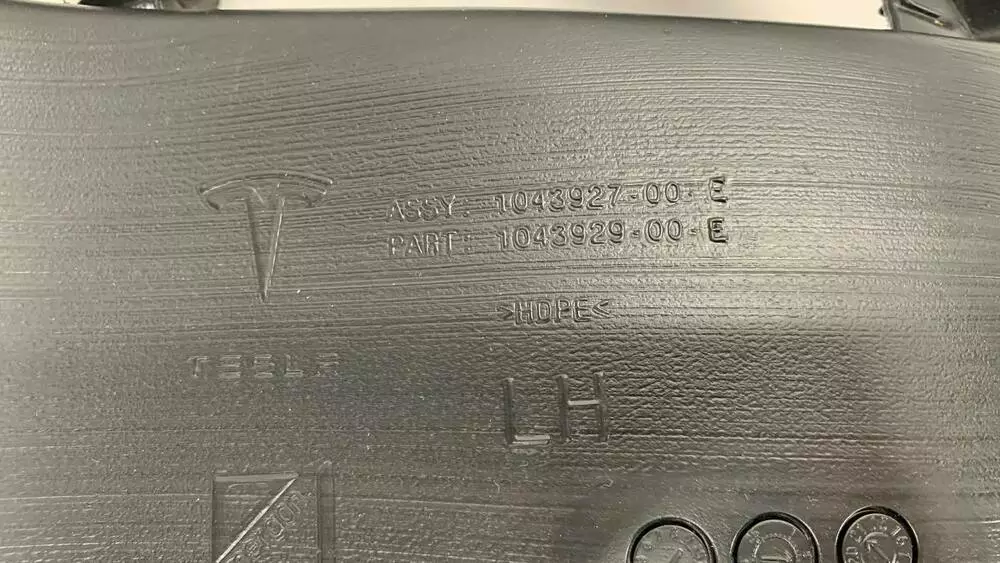 ASSY: 1043927-00-E
PART: 1043929-00-E
>HDPE<
TESLA
LH